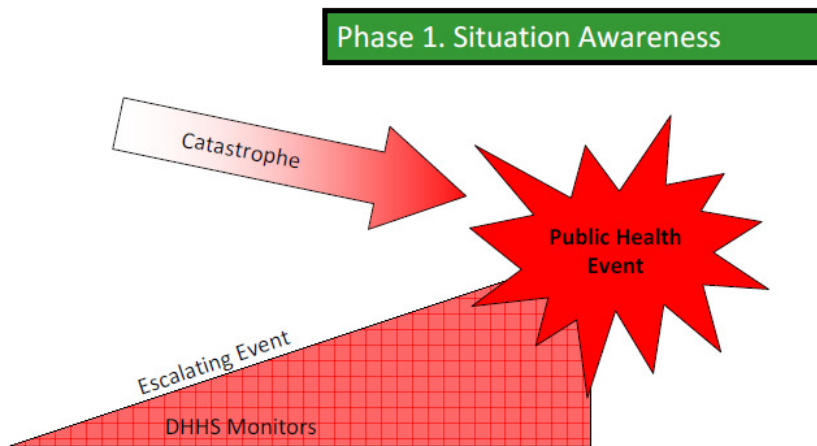 Phase 1. Situation Awareness
Catastrophe
Public Health
Event
Escalating Event
DHHS Monitors